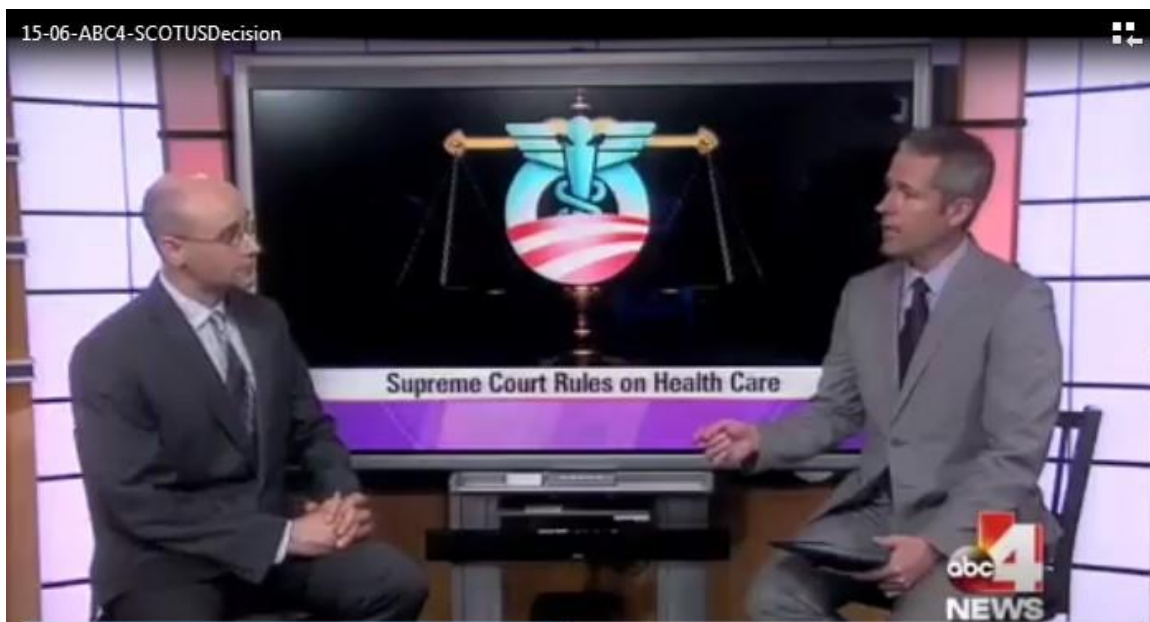 15-06-ABC4-SCOTUSDecision
Supreme Court Rules on Health Care
abc 4
NEWS